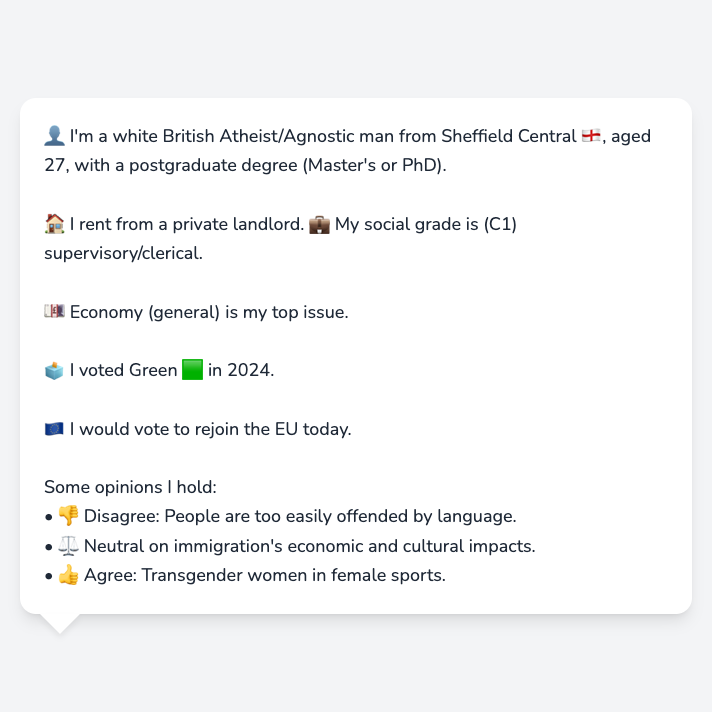 👤 I'm a white British Atheist/Agnostic man from Sheffield Central 🏴󠁧󠁢󠁥󠁮󠁧󠁿, aged
27, with a postgraduate degree (Master's or PhD).
🏠 I rent from a private landlord. 💼 My social grade is (C1)
supervisory/clerical.
💷 Economy (general) is my top issue.
🗳️ I voted Green 🟩 in 2024.
🇪🇺 I would vote to rejoin the EU today.
Some opinions I hold:
• 👎 Disagree: People are too easily offended by language.
• ⚖️ Neutral on immigration's economic and cultural impacts.
• 👍 Agree: Transgender women in female sports.